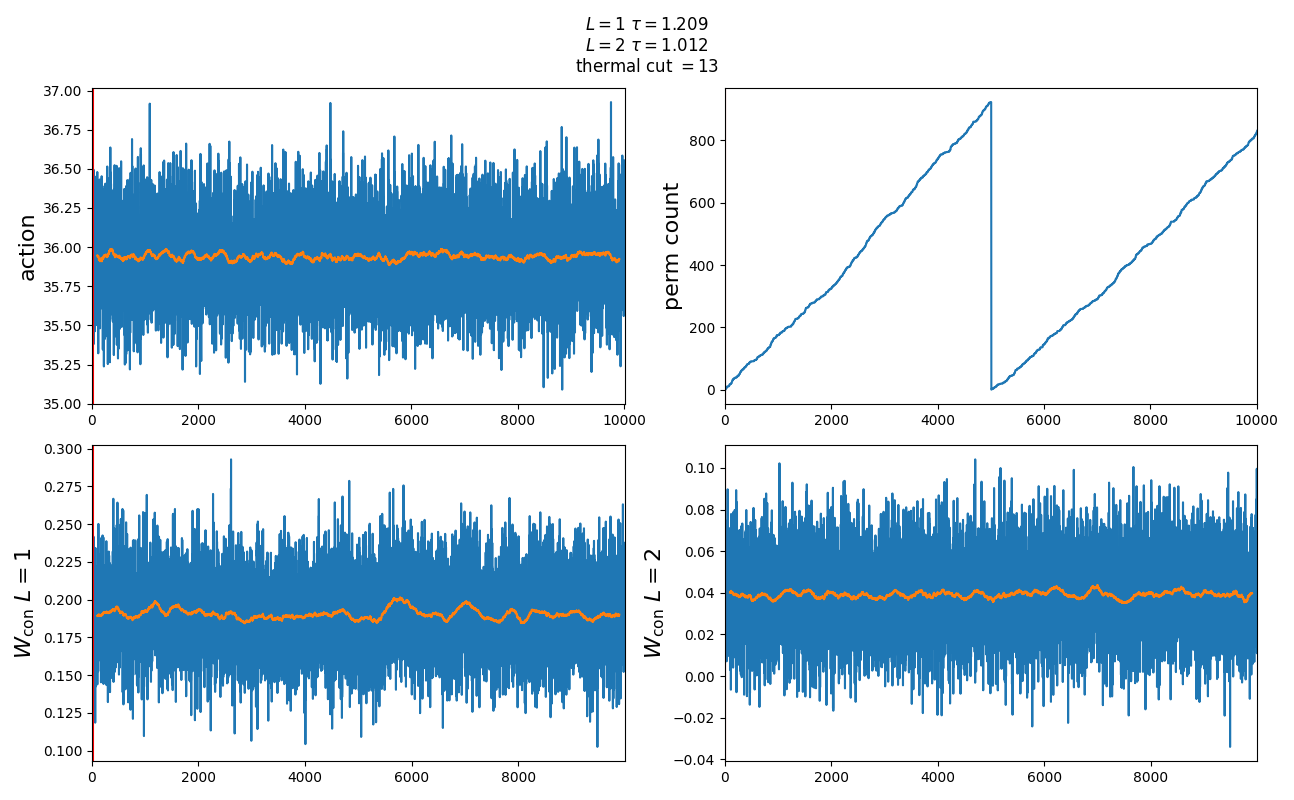 L = 1 τ = 1.209
L = 2 τ = 1.012
thermal cut = 13
action
37.00
36.75
36.50
36.25
36.00
35.75
35.50
35.25
35.00
0 2000 4000 6000 8000 10000
perm count
800
600
400
200
0
0 2000 4000 6000 8000 10000
W_con L = 1
0.300
0.275
0.250
0.225
0.200
0.175
0.150
0.125
0.100
0 2000 4000 6000 8000
W_con L = 2
0.10
0.08
0.06
0.04
0.02
0.00
−0.02
−0.04
0 2000 4000 6000 8000